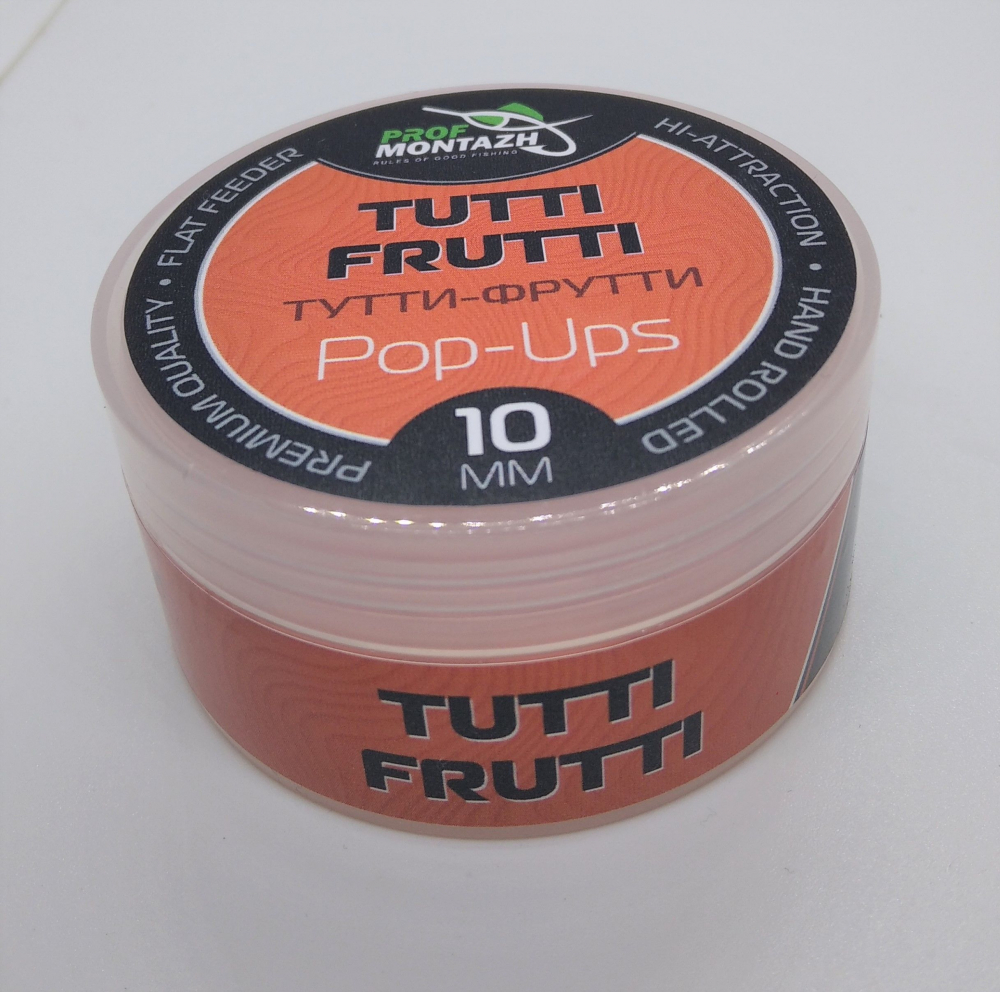 PROF
MONTAZH
RULES OF GOOD FISHING
PREMIUM QUALITY • FLAT FEEDER
HI-ATTRACTION • HAND ROLLED
TUTTI
FRUTTI
ТУТТИ-ФРУТТИ
Pop-Ups
10
MM
TUTTI
FRUTTI